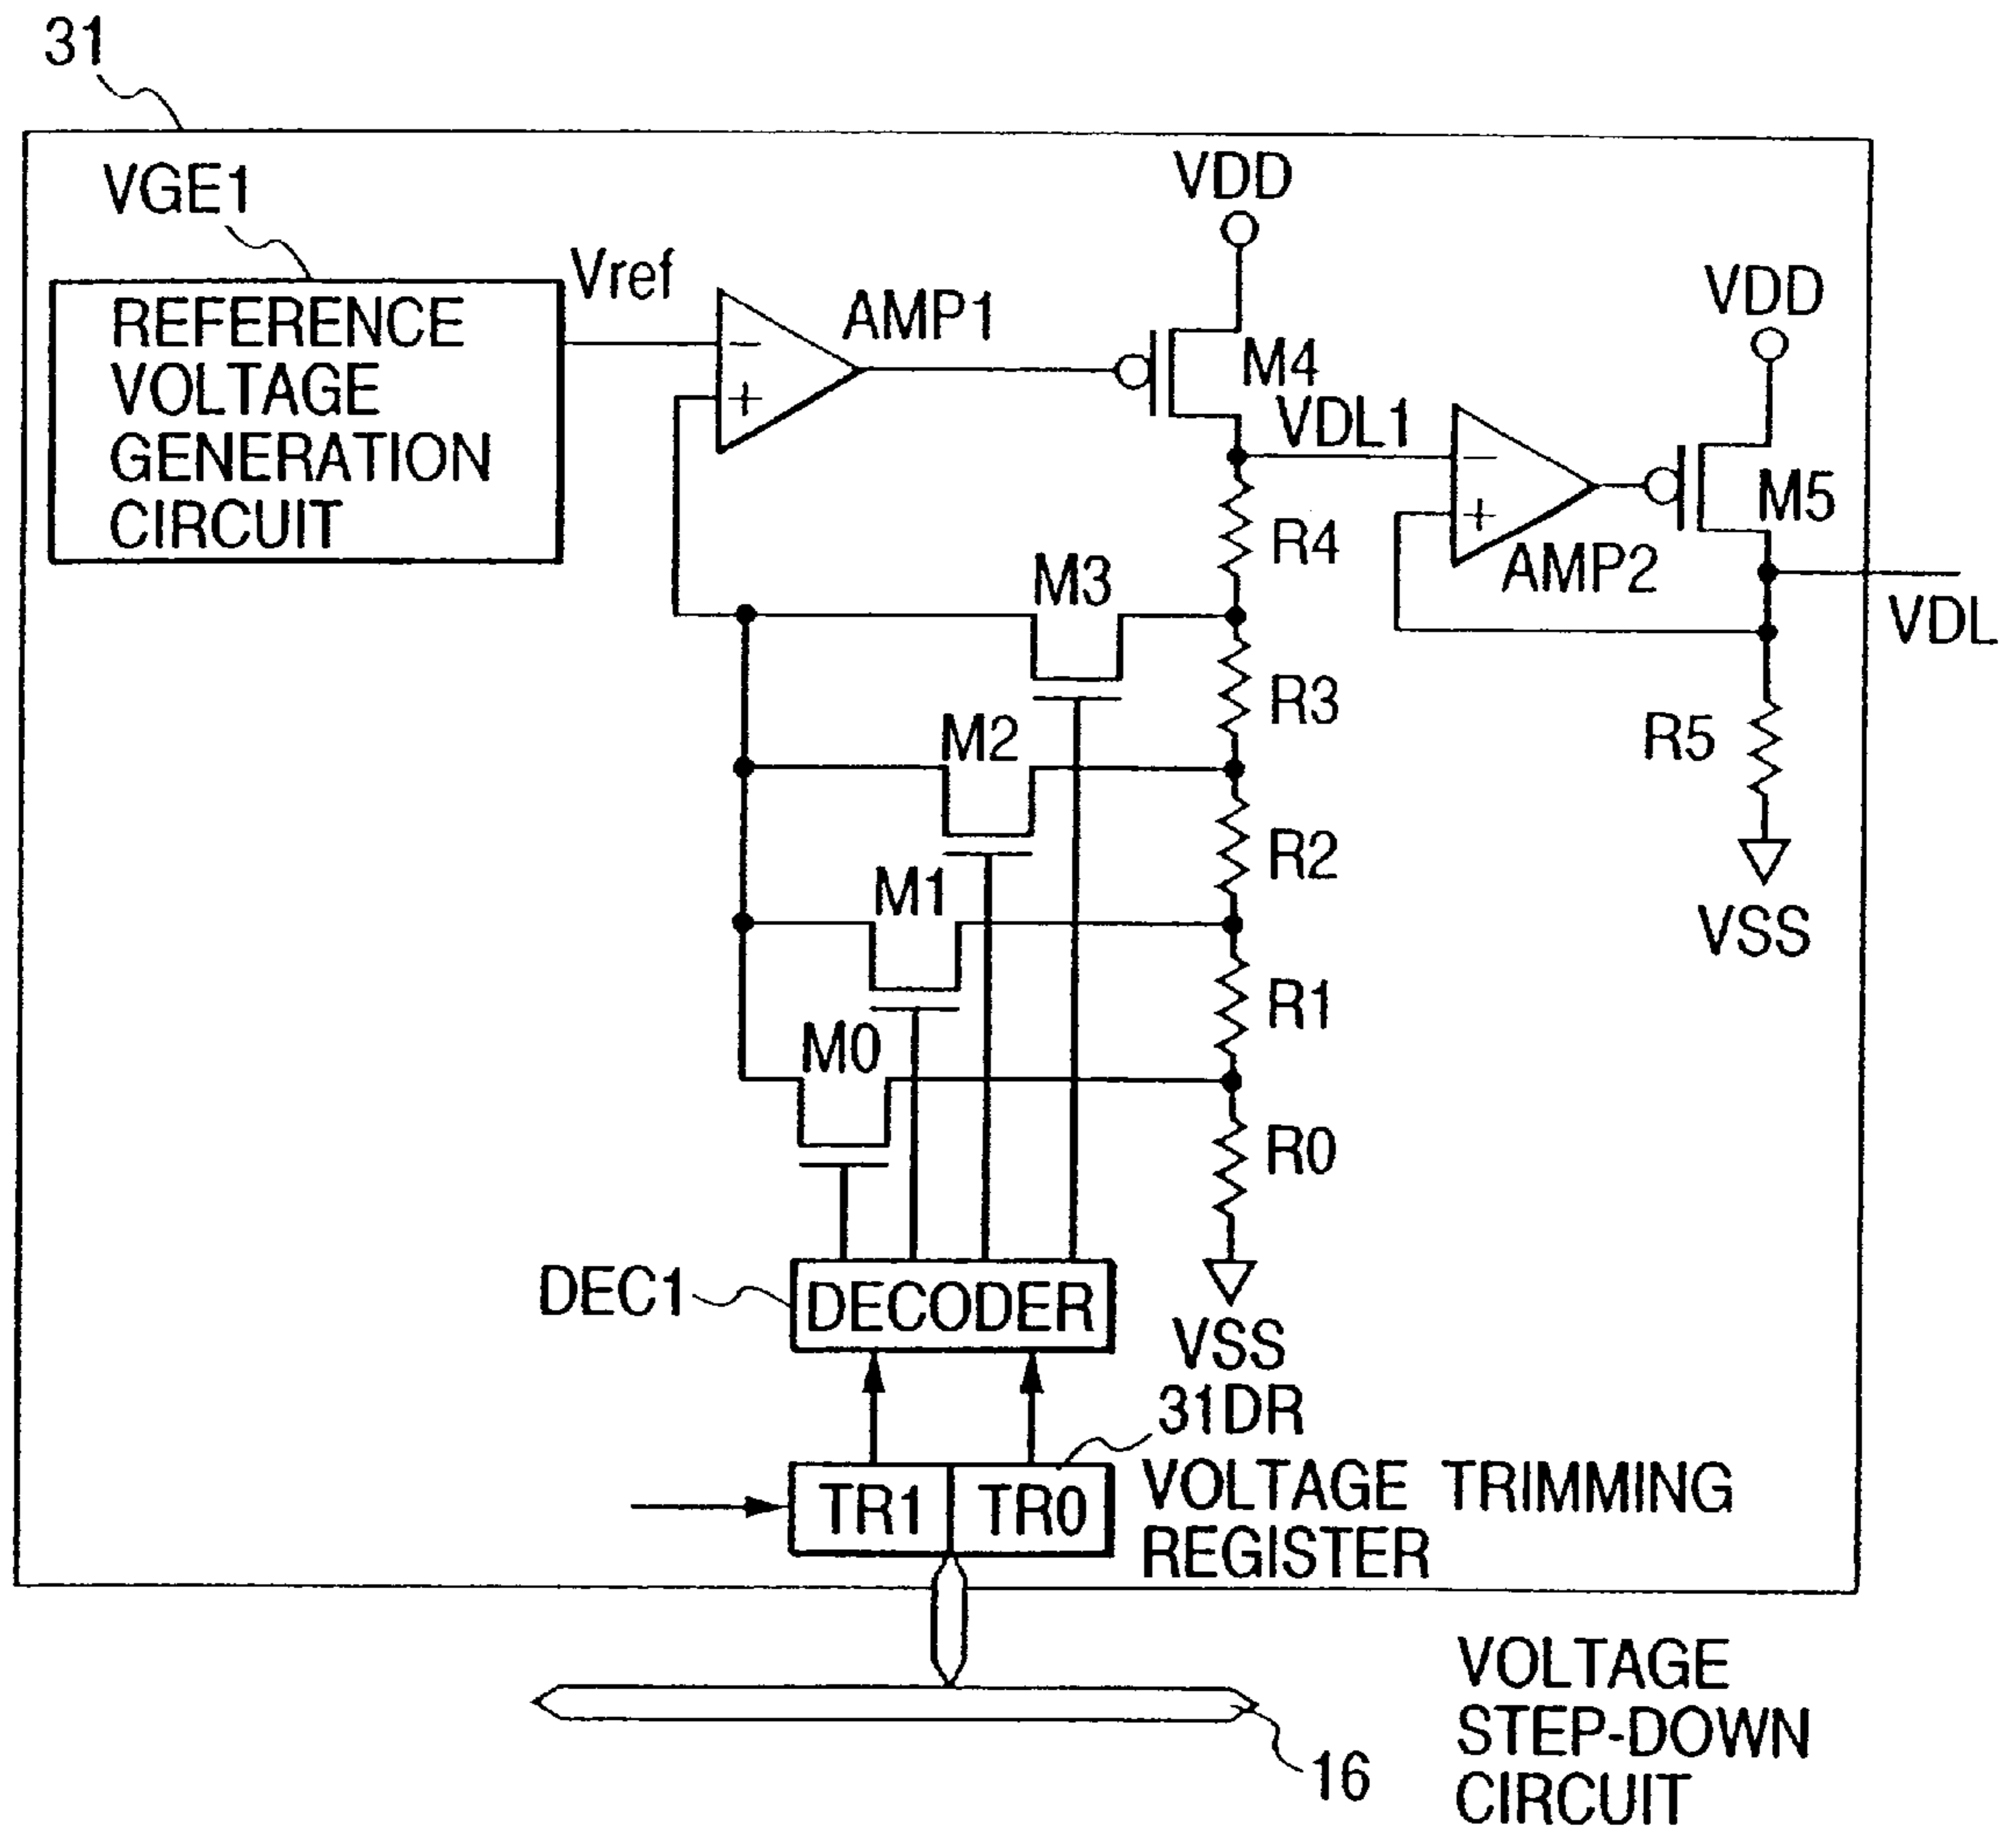 31
VGE1
REFERENCE
VOLTAGE
GENERATION
CIRCUIT
Vref
−
+
AMP1
VDD
M4
VDL1
−
+
AMP2
VDD
M5
VDL
R5
VSS
R4
M3
R3
M2
R2
M1
R1
M0
R0
VSS
DEC1
DECODER
31DR
TR1
TR0
VOLTAGE TRIMMING
REGISTER
16
VOLTAGE
STEP-DOWN
CIRCUIT